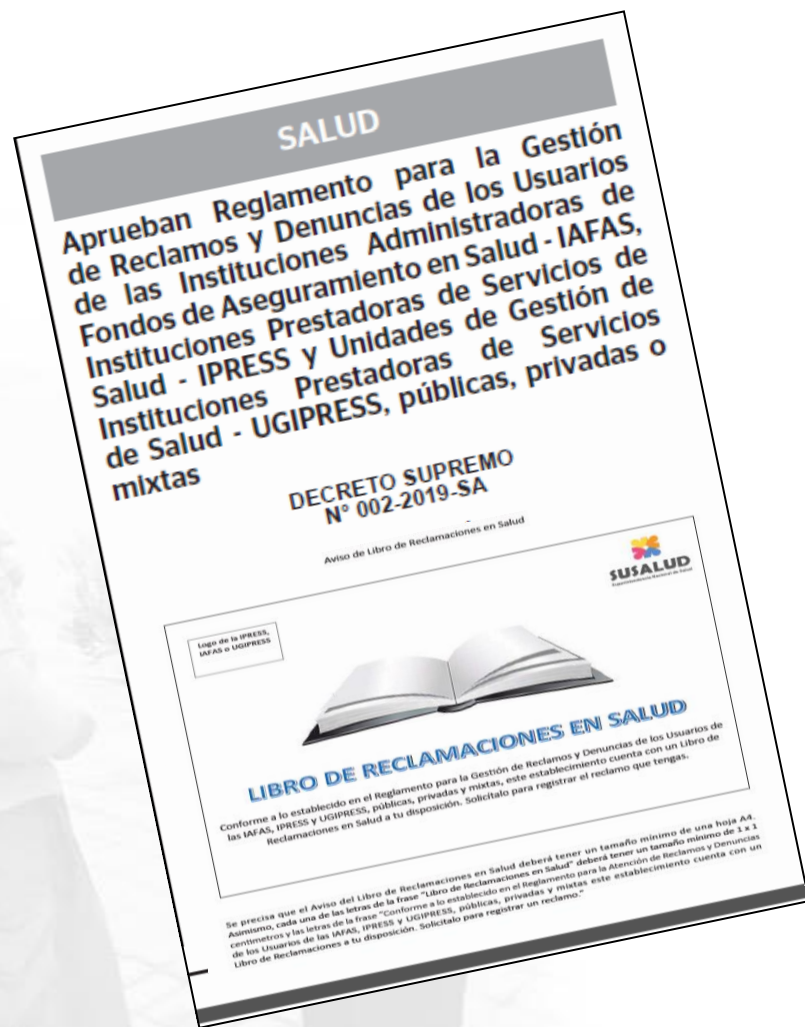 SALUD
Aprueban Reglamento para la Gestión
de Reclamos y Denuncias de los Usuarios
de las Instituciones Administradoras de
Fondos de Aseguramiento en Salud - IAFAS,
Instituciones Prestadoras de Servicios de
Salud - IPRESS y Unidades de Gestión de
Instituciones Prestadoras de Servicios
de Salud - UGIPRESS, públicas, privadas o
mixtas
DECRETO SUPREMO
N° 002-2019-SA
Aviso de Libro de Reclamaciones en Salud
SUSALUD
Superintendencia Nacional de Salud
Logo de la IPRESS,
IAFAS o UGIPRESS
LIBRO DE RECLAMACIONES EN SALUD
Conforme a lo establecido en el Reglamento para la Gestión de Reclamos y Denuncias de los Usuarios de
las IAFAS, IPRESS y UGIPRESS, públicas, privadas y mixtas, este establecimiento cuenta con un Libro de
Reclamaciones en Salud a tu disposición. Solicítalo para registrar el reclamo que tengas.
Se precisa que el Aviso del Libro de Reclamaciones en Salud deberá tener un tamaño mínimo de una hoja A4.
Asimismo, cada una de las letras de la frase "Libro de Reclamaciones en Salud" deberá tener un tamaño mínimo de 1 x 1
centímetros y las letras de la frase "Conforme a lo establecido en el Reglamento para la Atención de Reclamos y Denuncias
de los Usuarios de las IAFAS, IPRESS y UGIPRESS, públicas, privadas y mixtas este establecimiento cuenta con un
Libro de Reclamaciones a tu disposición. Solicítalo para registrar un reclamo."